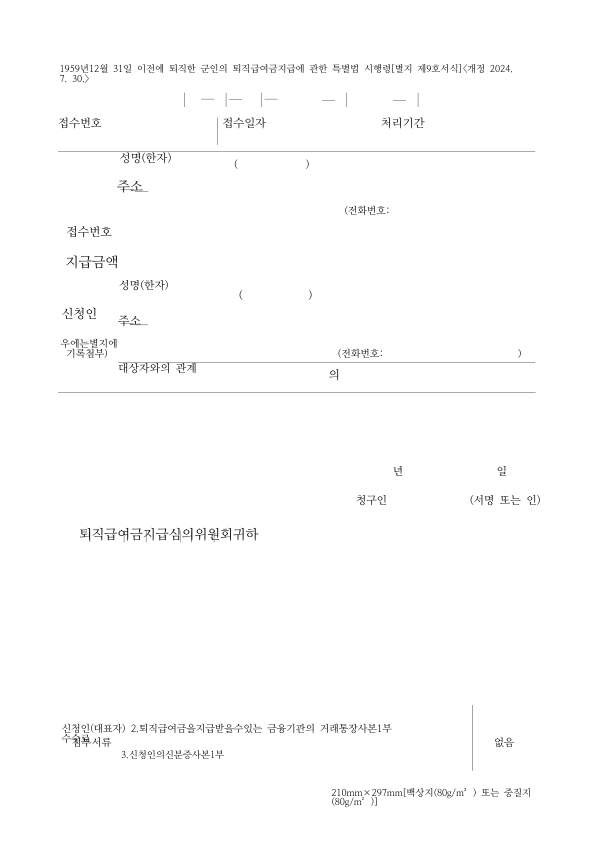 1959년12월 31일 이전에 퇴직한 군인의 퇴직급여금지급에 관한 특별법 시행령[별지 제9호서식]<개정 2024.
7. 30.>
접수번호 접수일자 처리기간
성명(한자) ( )
주소
(전화번호:
접수번호
지급금액
성명(한자)
( )
신청인
주소
우에는별지에
기록첨부)
(전화번호: )
대상자와의 관계
의
년 일
청구인 (서명 또는 인)
퇴직급여금지급심의위원회귀하
신청인(대표자) 2.퇴직급여금을지급받을수있는 금융기관의 거래통장사본1부
수수료
첨부서류 없음
3.신청인의신분증사본1부
210mm×297mm[백상지(80g/m² ) 또는 중질지
(80g/m² )]